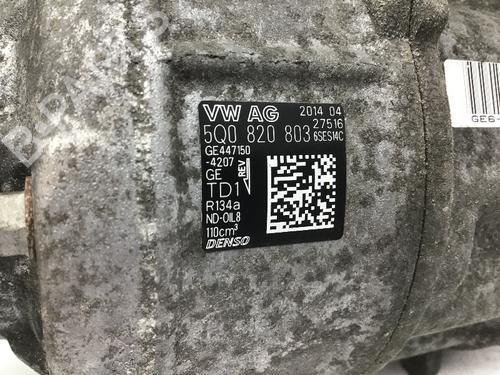 VW AG 2014 04
27516
5Q0 820 803 6SES14C
GE447150
-4207
REV
GE
TD1
R134a
ND-OIL8
110cm³
DENSO
GE6-